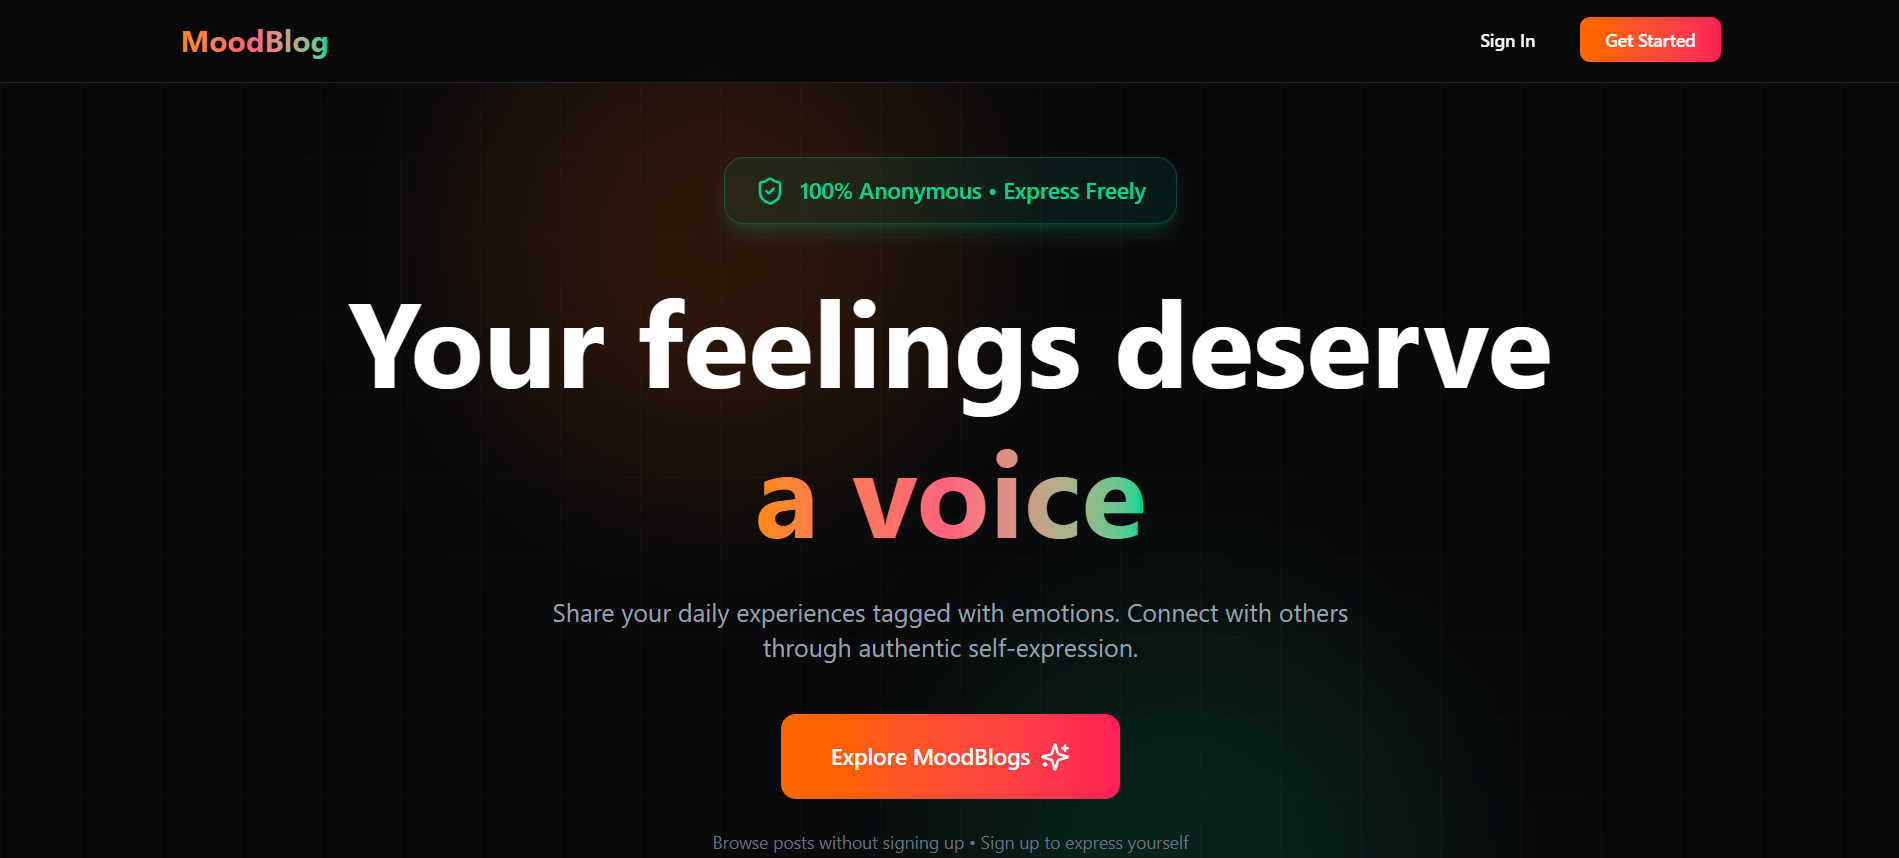 MoodBlog
Sign In
Get Started
100% Anonymous • Express Freely
Your feelings deserve
a voice
Share your daily experiences tagged with emotions. Connect with others
through authentic self-expression.
Explore MoodBlogs
Browse posts without signing up • Sign up to express yourself